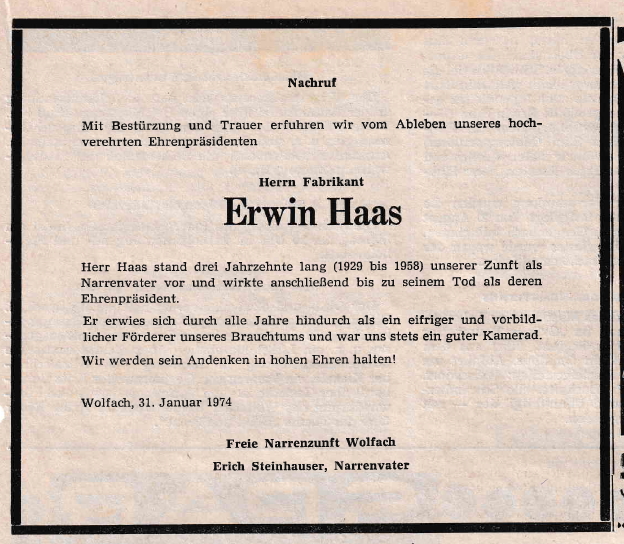 Nachruf
Mit Bestürzung und Trauer erfuhren wir vom Ableben unseres hoch-
verehrten Ehrenpräsidenten
Herrn Fabrikant
Erwin Haas
Herr Haas stand drei Jahrzehnte lang (1929 bis 1958) unserer Zunft als
Narrenvater vor und wirkte anschließend bis zu seinem Tod als deren
Ehrenpräsident.
Er erwies sich durch alle Jahre hindurch als ein eifriger und vorbild-
licher Förderer unseres Brauchtums und war uns stets ein guter Kamerad.
Wir werden sein Andenken in hohen Ehren halten!
Wolfach, 31. Januar 1974
Freie Narrenzunft Wolfach
Erich Steinhauser, Narrenvater